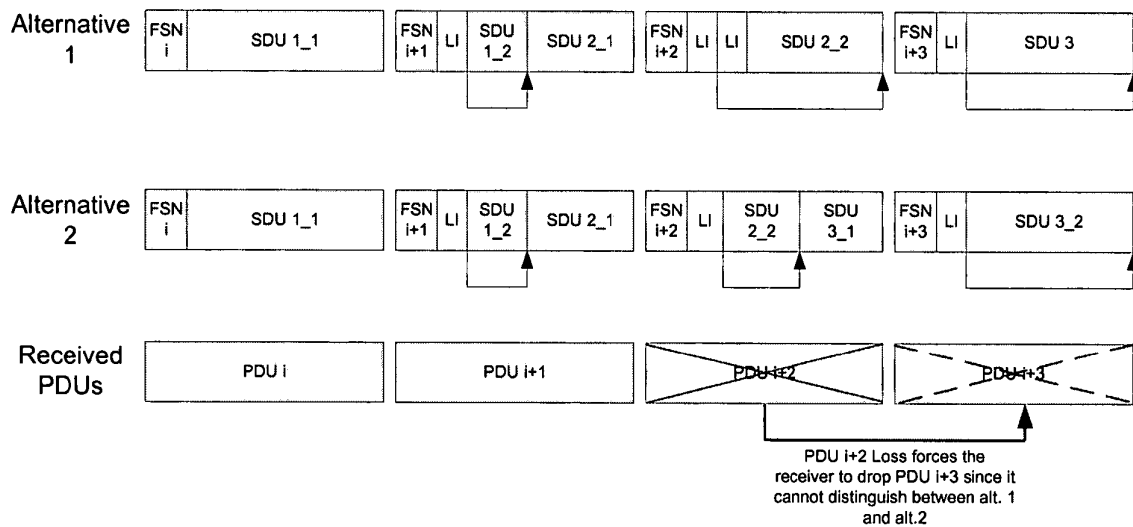 Alternative
1
FSN
i
SDU 1_1
FSN
i+1
LI
SDU
1_2
SDU 2_1
FSN
i+2
LI
LI
SDU 2_2
FSN
i+3
LI
SDU 3
Alternative
2
FSN
i
SDU 1_1
FSN
i+1
LI
SDU
1_2
SDU 2_1
FSN
i+2
LI
SDU
2_2
SDU
3_1
FSN
i+3
LI
SDU 3_2
Received
PDUs
PDU i
PDU i+1
PDU i+2
PDU i+3
PDU i+2 Loss forces the
receiver to drop PDU i+3 since it
cannot distinguish between alt. 1
and alt.2